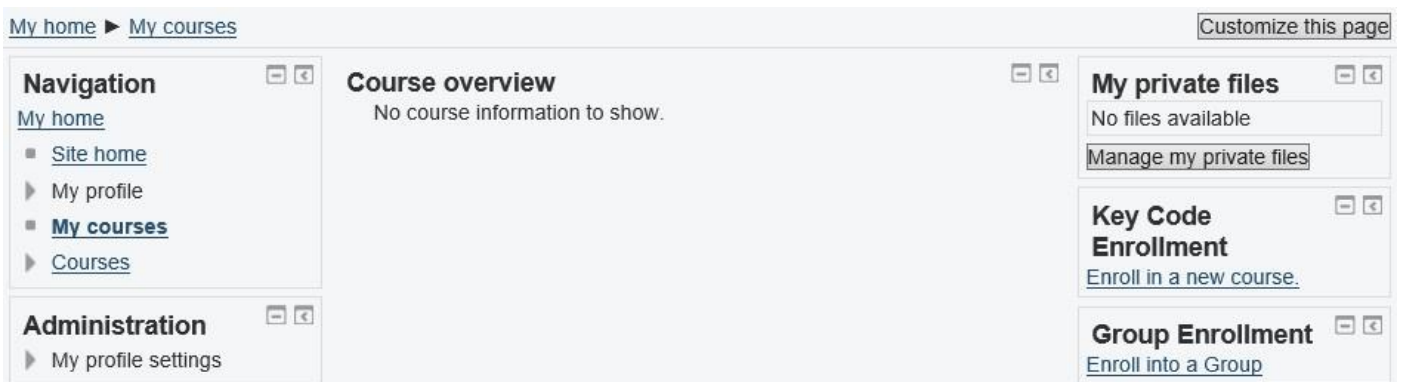 My home ► My courses
Customize this page
Navigation
My home
Site home
My profile
My courses
Courses
Administration
My profile settings
Course overview
No course information to show.
My private files
No files available
Manage my private files
Key Code
Enrollment
Enroll in a new course.
Group Enrollment
Enroll into a Group